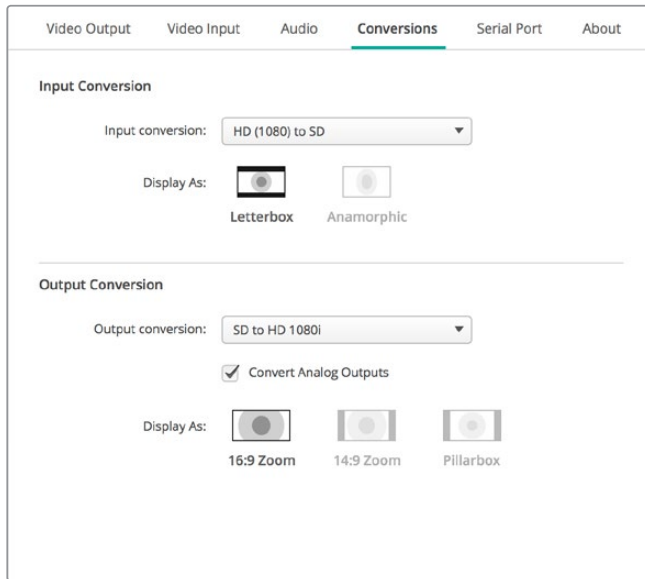 Video Output Video Input Audio Conversions Serial Port About
Input Conversion
Input conversion: HD (1080) to SD
Display As:
Letterbox Anamorphic
Output Conversion
Output conversion: SD to HD 1080i
Convert Analog Outputs
Display As:
16:9 Zoom 14:9 Zoom Pillarbox